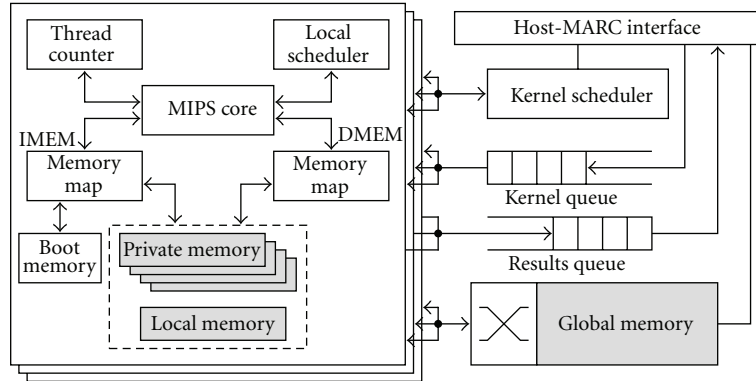 Thread
counter
Local
scheduler
MIPS core
IMEM
DMEM
Memory
map
Memory
map
Boot
memory
Private memory
Local memory
Host-MARC interface
Kernel scheduler
Kernel queue
Results queue
Global memory